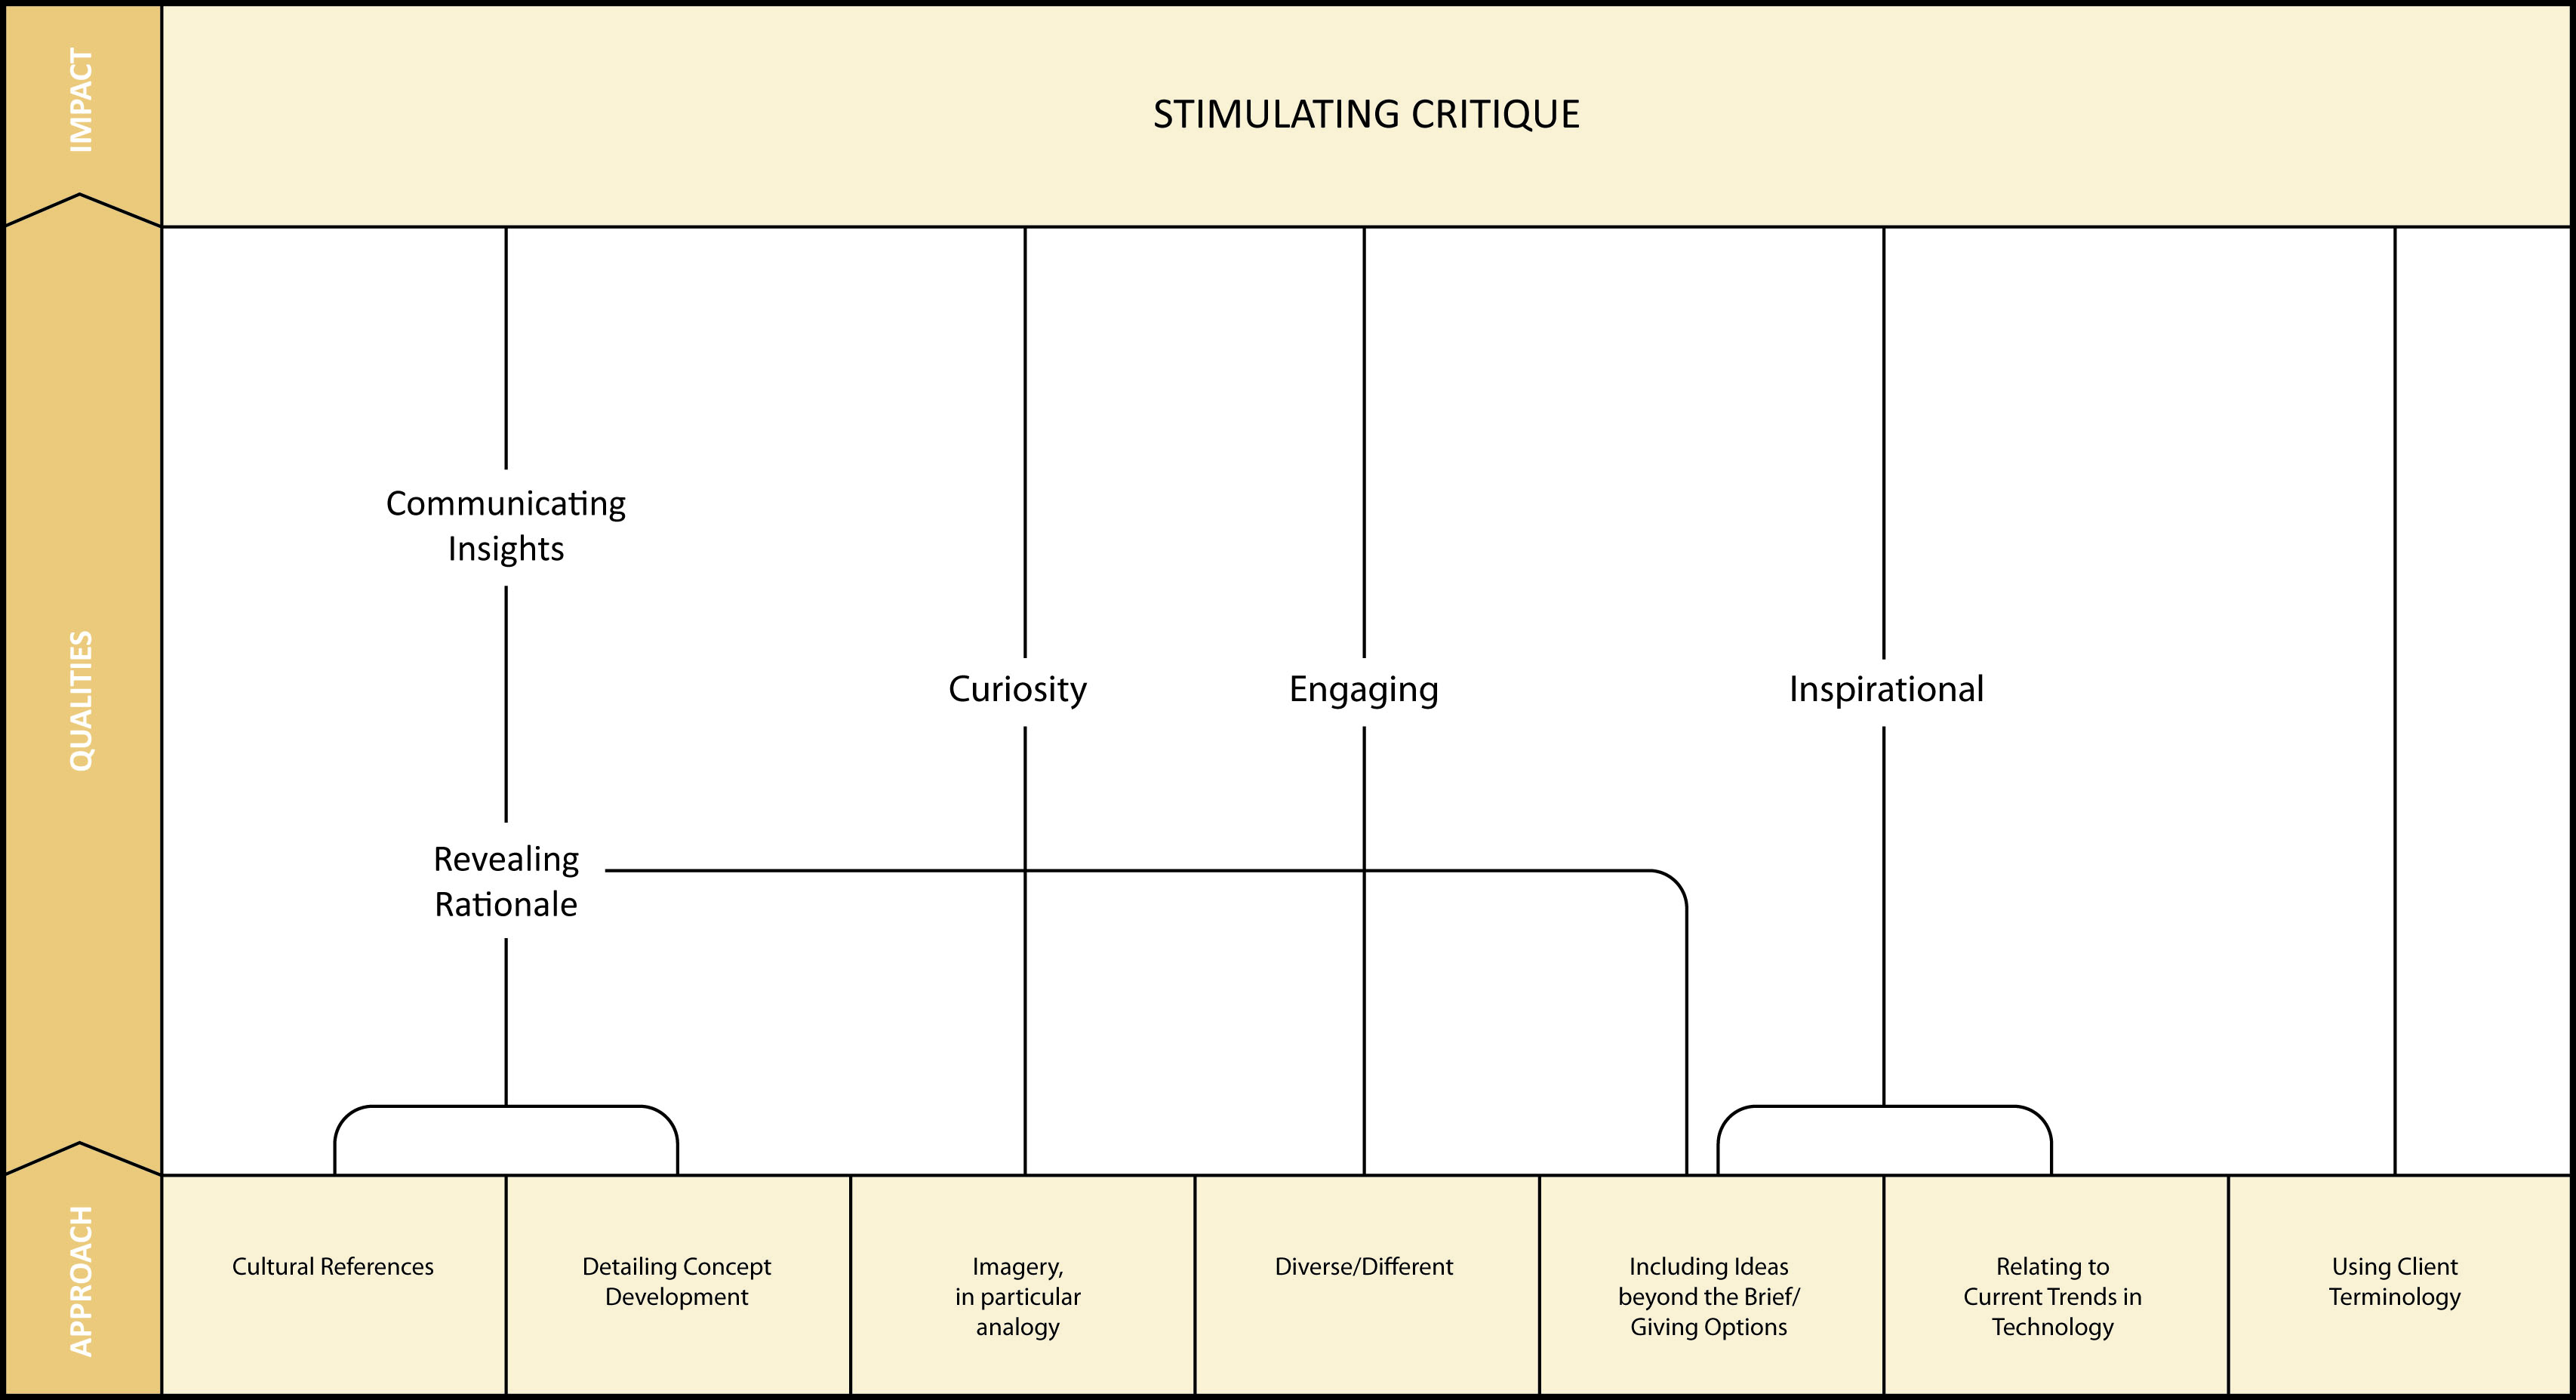 IMPACT
STIMULATING CRITIQUE
QUALITIES
Communicating
Insights
Curiosity
Engaging
Inspirational
Revealing
Rationale
APPROACH
Cultural References
Detailing Concept
Development
Imagery,
in particular
analogy
Diverse/Different
Including Ideas
beyond the Brief/
Giving Options
Relating to
Current Trends in
Technology
Using Client
Terminology